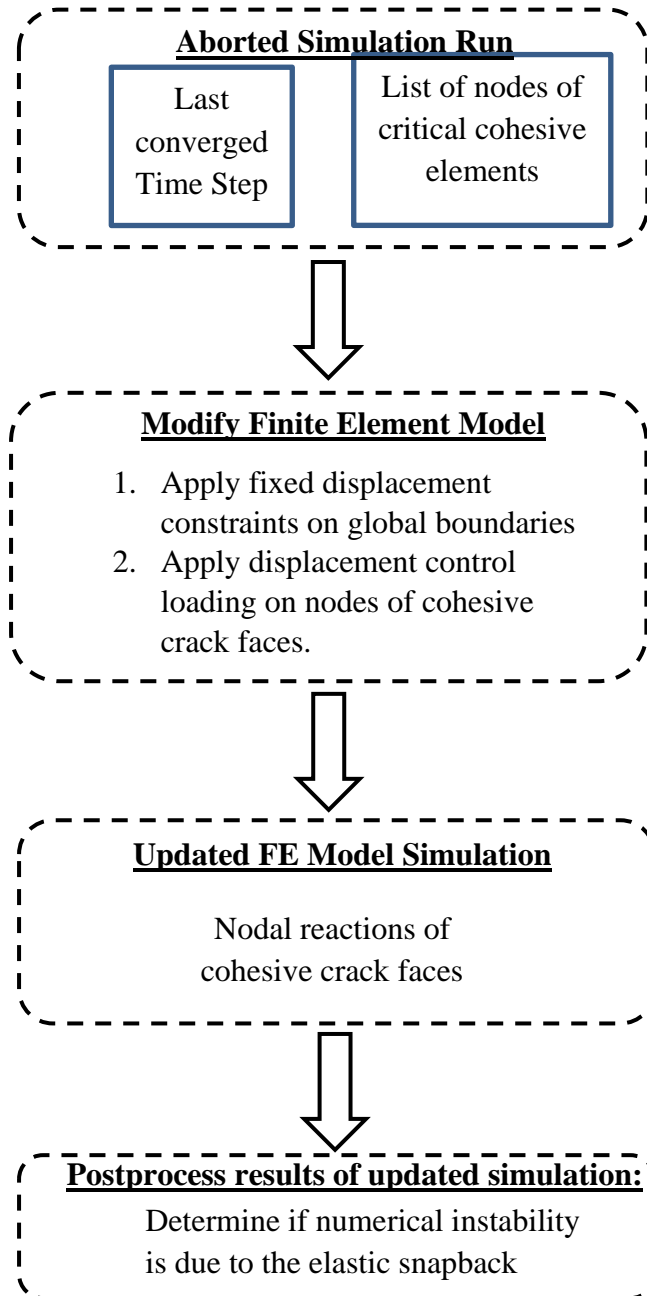 Aborted Simulation Run
Last
converged
Time Step
List of nodes of
critical cohesive
elements
Modify Finite Element Model
1. Apply fixed displacement
constraints on global boundaries
2. Apply displacement control
loading on nodes of cohesive
crack faces.
Updated FE Model Simulation
Nodal reactions of
cohesive crack faces
Postprocess results of updated simulation:
Determine if numerical instability
is due to the elastic snapback